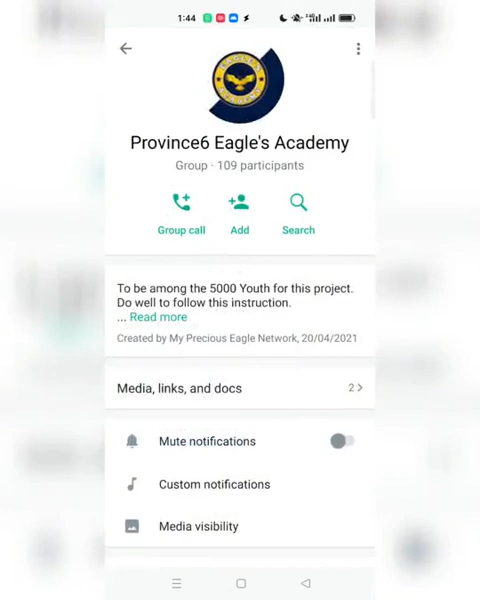 1:44
Province6 Eagle's Academy
Group · 109 participants
Group call
Add
Search
To be among the 5000 Youth for this project.
Do well to follow this instruction.
... Read more
Created by My Precious Eagle Network, 20/04/2021
Media, links, and docs
2
Mute notifications
Custom notifications
Media visibility